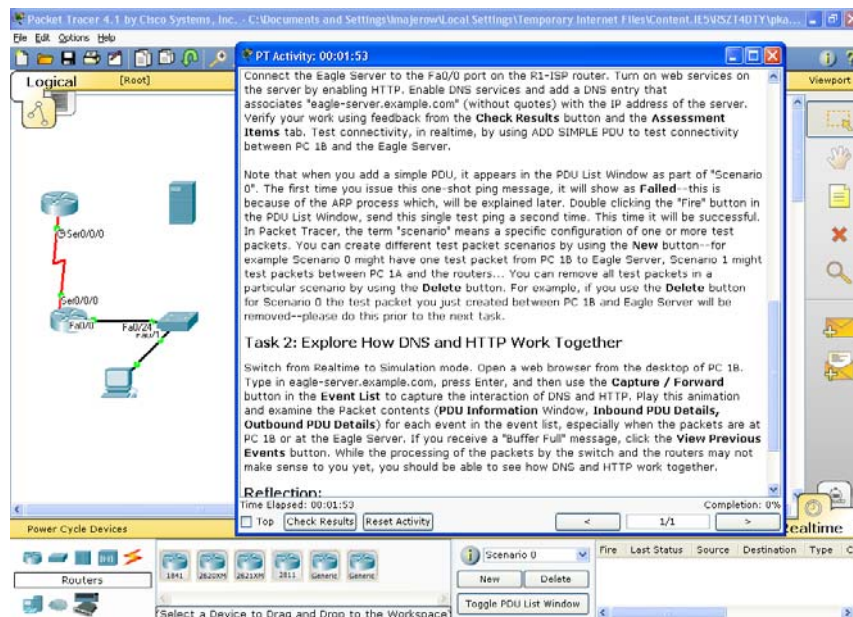 Packet Tracer 4.1 by Cisco Systems, Inc. - C:\Documents and Settings\lmajerow\Local Settings\Temporary Internet Files\Content.IE5\RSZT4DTY\pka...
File Edit Options Help
PT Activity: 00:01:53
Logical
[Root]
Viewport
Connect the Eagle Server to the Fa0/0 port on the R1-ISP router. Turn on web services on
the server by enabling HTTP. Enable DNS services and add a DNS entry that
associates "eagle-server.example.com" (without quotes) with the IP address of the server.
Verify your work using feedback from the Check Results button and the Assessment
Items tab. Test connectivity, in realtime, by using ADD SIMPLE PDU to test connectivity
between PC 1B and the Eagle Server.
Note that when you add a simple PDU, it appears in the PDU List Window as part of "Scenario
0". The first time you issue this one-shot ping message, it will show as Failed--this is
because of the ARP process which, will be explained later. Double clicking the "Fire" button in
the PDU List Window, send this single test ping a second time. This time it will be successful.
In Packet Tracer, the term "scenario" means a specific configuration of one or more test
packets. You can create different test packet scenarios by using the New button--for
example Scenario 0 might have one test packet from PC 1B to Eagle Server, Scenario 1 might
test packets between PC 1A and the routers... You can remove all test packets in a
particular scenario by using the Delete button. For example, if you use the Delete button
for Scenario 0 the test packet you just created between PC 1B and Eagle Server will be
removed--please do this prior to the next task.
Task 2: Explore How DNS and HTTP Work Together
Switch from Realtime to Simulation mode. Open a web browser from the desktop of PC 1B.
Type in eagle-server.example.com, press Enter, and then use the Capture / Forward
button in the Event List to capture the interaction of DNS and HTTP. Play this animation
and examine the Packet contents (PDU Information Window, Inbound PDU Details,
Outbound PDU Details) for each event in the event list, especially when the packets are at
PC 1B or at the Eagle Server. If you receive a "Buffer Full" message, click the View Previous
Events button. While the processing of the packets by the switch and the routers may not
make sense to you yet, you should be able to see how DNS and HTTP work together.
Reflection:
Ser0/0/0
Ser0/0/0
Fa0/0
Fa0/24
Fa0/1
Time Elapsed: 00:01:53
Completion: 0%
Top
Check Results
Reset Activity
<
1/1
>
Power Cycle Devices
Realtime
Routers
1841
2620XM
2621XM
2811
Generic
Generic
(Select a Device to Drag and Drop to the Workspace)
Scenario 0
New
Delete
Toggle PDU List Window
Fire Last Status Source Destination Type C